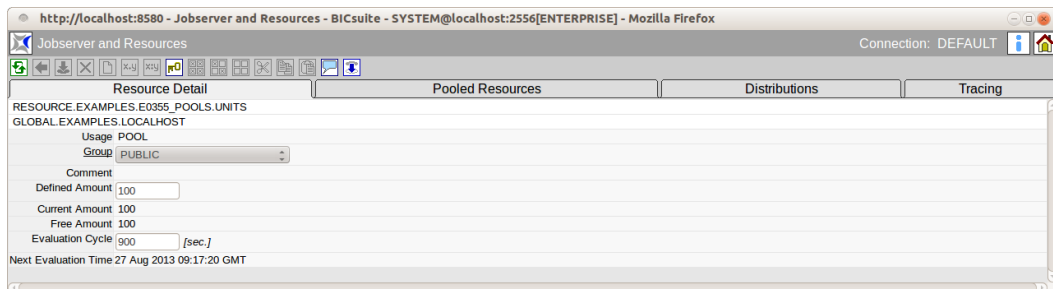 http://localhost:8580 - Jobserver and Resources - BICsuite - SYSTEM@localhost:2556[ENTERPRISE] - Mozilla Firefox
Jobserver and Resources Connection: DEFAULT
x.y x:y
Resource Detail Pooled Resources Distributions Tracing
RESOURCE.EXAMPLES.E0355_POOLS.UNITS
GLOBAL.EXAMPLES.LOCALHOST
Usage POOL
Group PUBLIC
Comment
Defined Amount 100
Current Amount 100
Free Amount 100
Evaluation Cycle 900 [sec.]
Next Evaluation Time 27 Aug 2013 09:17:20 GMT